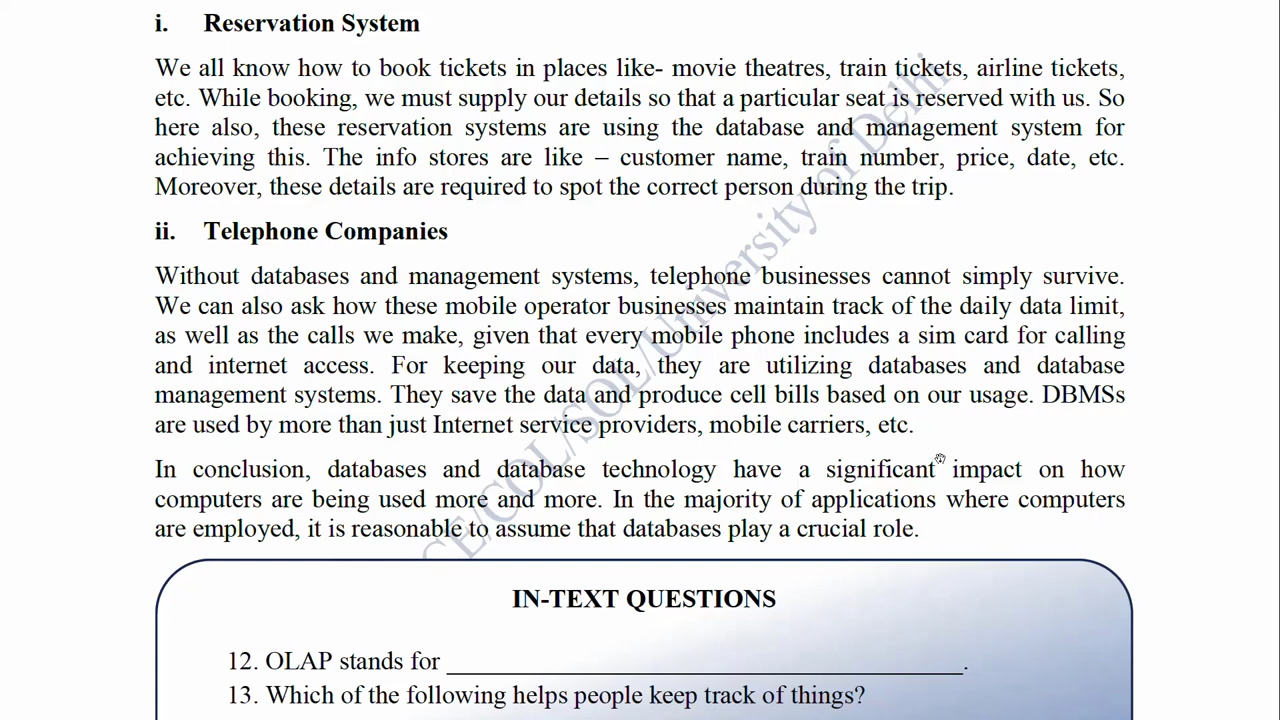 i. Reservation System
We all know how to book tickets in places like- movie theatres, train tickets, airline tickets,
etc. While booking, we must supply our details so that a particular seat is reserved with us. So
here also, these reservation systems are using the database and management system for
achieving this. The info stores are like – customer name, train number, price, date, etc.
Moreover, these details are required to spot the correct person during the trip.
ii. Telephone Companies
Without databases and management systems, telephone businesses cannot simply survive.
We can also ask how these mobile operator businesses maintain track of the daily data limit,
as well as the calls we make, given that every mobile phone includes a sim card for calling
and internet access. For keeping our data, they are utilizing databases and database
management systems. They save the data and produce cell bills based on our usage. DBMSs
are used by more than just Internet service providers, mobile carriers, etc.
In conclusion, databases and database technology have a significant impact on how
computers are being used more and more. In the majority of applications where computers
are employed, it is reasonable to assume that databases play a crucial role.
IN-TEXT QUESTIONS
12. OLAP stands for ________________________________________.
13. Which of the following helps people keep track of things?
CE/COL/SOL/University of Delhi